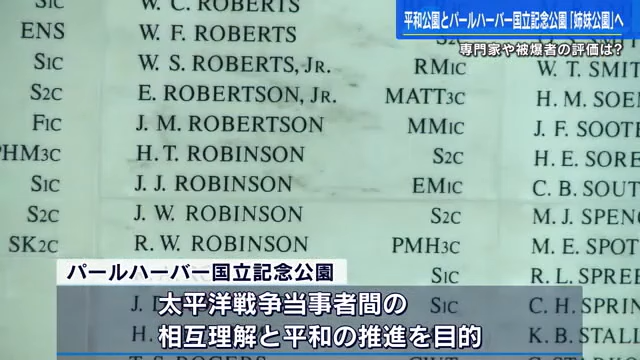 平和公園とパールハーバー国立記念公園「姉妹公園」へ
専門家や被爆者の評価は?
W. C. ROBERTS
ENS W. F. ROBERTS
S1C W. S. ROBERTS, JR. RM1C W. T. SMIT
S2C E. ROBERTSON, JR. MATT3C H. M. SOE
F1C J. M. ROBERTSON MM1C J. F. SOOTE
PHM3C H. T. ROBINSON S2C H. E. SORE
S1C J. J. ROBINSON EM1C C. B. SOUT
S2C J. W. ROBINSON S2C M. J. SPEN
SK2C R. W. ROBINSON PMH3C M. E. SPOT
R. L. SPREE
C. H. SPRIN
K. B. STALL
パールハーバー国立記念公園
太平洋戦争当事者間の
相互理解と平和の推進を目的